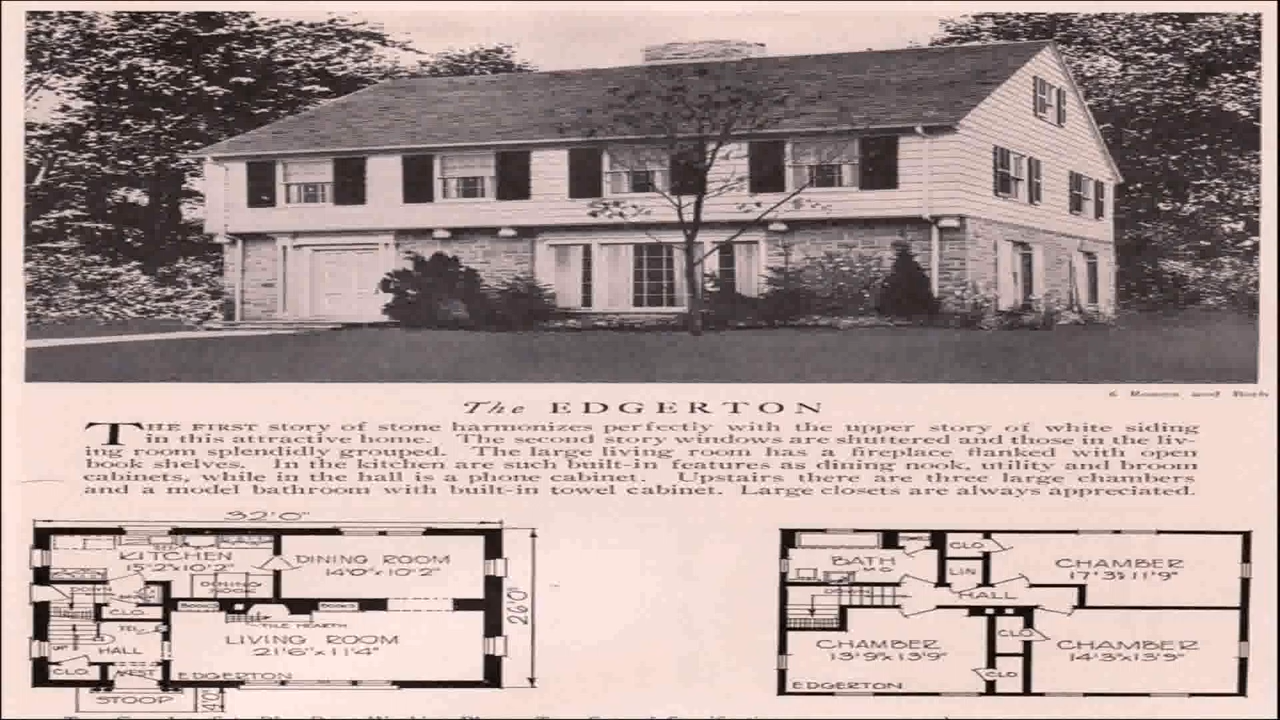 6 Rooms and Bath
The EDGERTON
THE FIRST story of stone harmonizes perfectly with the upper story of white siding
in this attractive home. The second story windows are shuttered and those in the liv-
ing room splendidly grouped. The large living room has a fireplace flanked with open
book shelves. In the kitchen are such built-in features as dining nook, utility and broom
cabinets, while in the hall is a phone cabinet. Upstairs there are three large chambers
and a model bathroom with built-in towel cabinet. Large closets are always appreciated.
32'0"
KITCHEN
15'2"x10'2"
DINING ROOM
14'0"x10'2"
DINING
NOOK
DOWN
CLO.
BOOKS
BOOKS
TILE HEARTH
TEL.
LIVING ROOM
21'6"x11'4"
HALL
UP
CLO.
VEST.
EDGERTON
STOOP
4'0"
26'0"
BATH
M.C.
CLO.
LIN
CHAMBER
17'3"x11'9"
DOWN
HALL
CHAMBER
13'9"x13'9"
CLO.
CLO
CHAMBER
14'3"x13'9"
EDGERTON